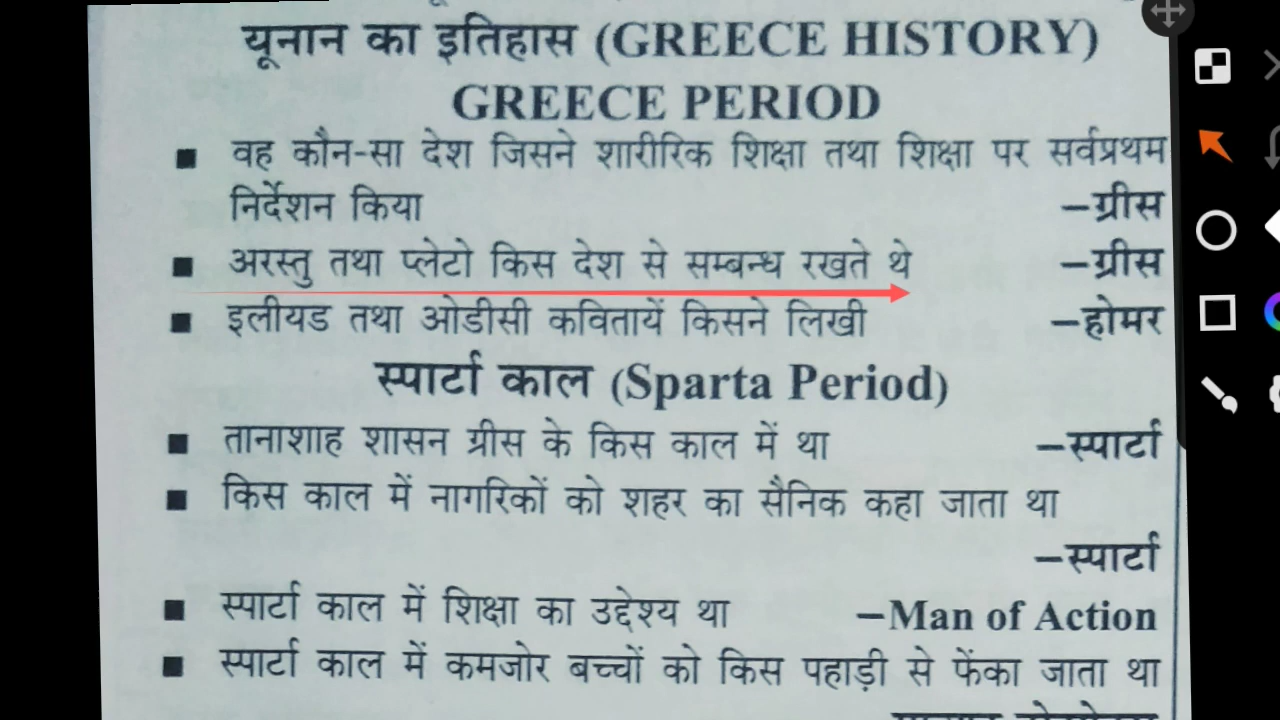 यूनान का इतिहास (GREECE HISTORY)
GREECE PERIOD
■ वह कौन-सा देश जिसने शारीरिक शिक्षा तथा शिक्षा पर सर्वप्रथम
निर्देशन किया –ग्रीस
■ अरस्तु तथा प्लेटो किस देश से सम्बन्ध रखते थे –ग्रीस
■ इलीयड तथा ओडीसी कवितायें किसने लिखी –होमर
स्पार्टा काल (Sparta Period)
■ तानाशाह शासन ग्रीस के किस काल में था –स्पार्टा
■ किस काल में नागरिकों को शहर का सैनिक कहा जाता था
–स्पार्टा
■ स्पार्टा काल में शिक्षा का उद्देश्य था –Man of Action
■ स्पार्टा काल में कमजोर बच्चों को किस पहाड़ी से फेंका जाता था